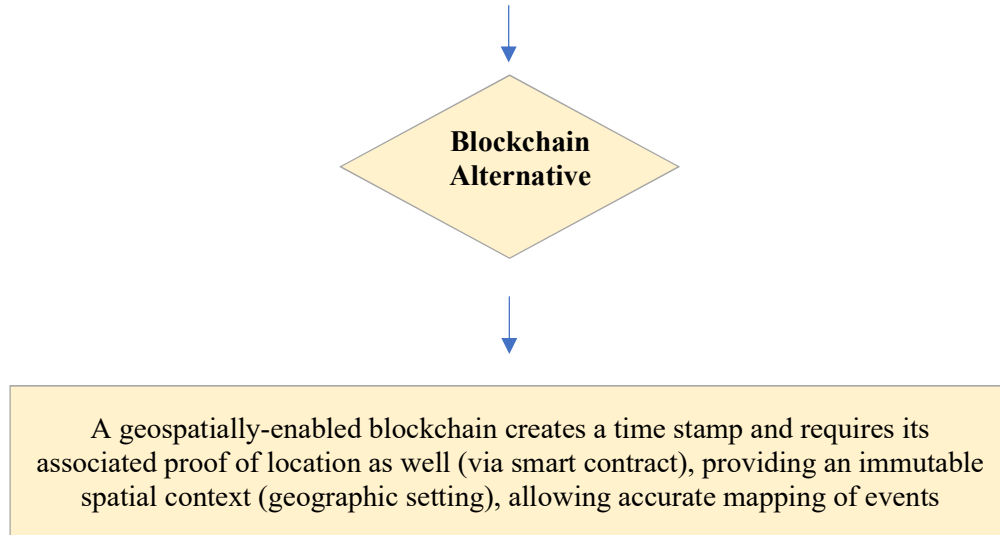 Blockchain
Alternative
A geospatially-enabled blockchain creates a time stamp and requires its
associated proof of location as well (via smart contract), providing an immutable
spatial context (geographic setting), allowing accurate mapping of events